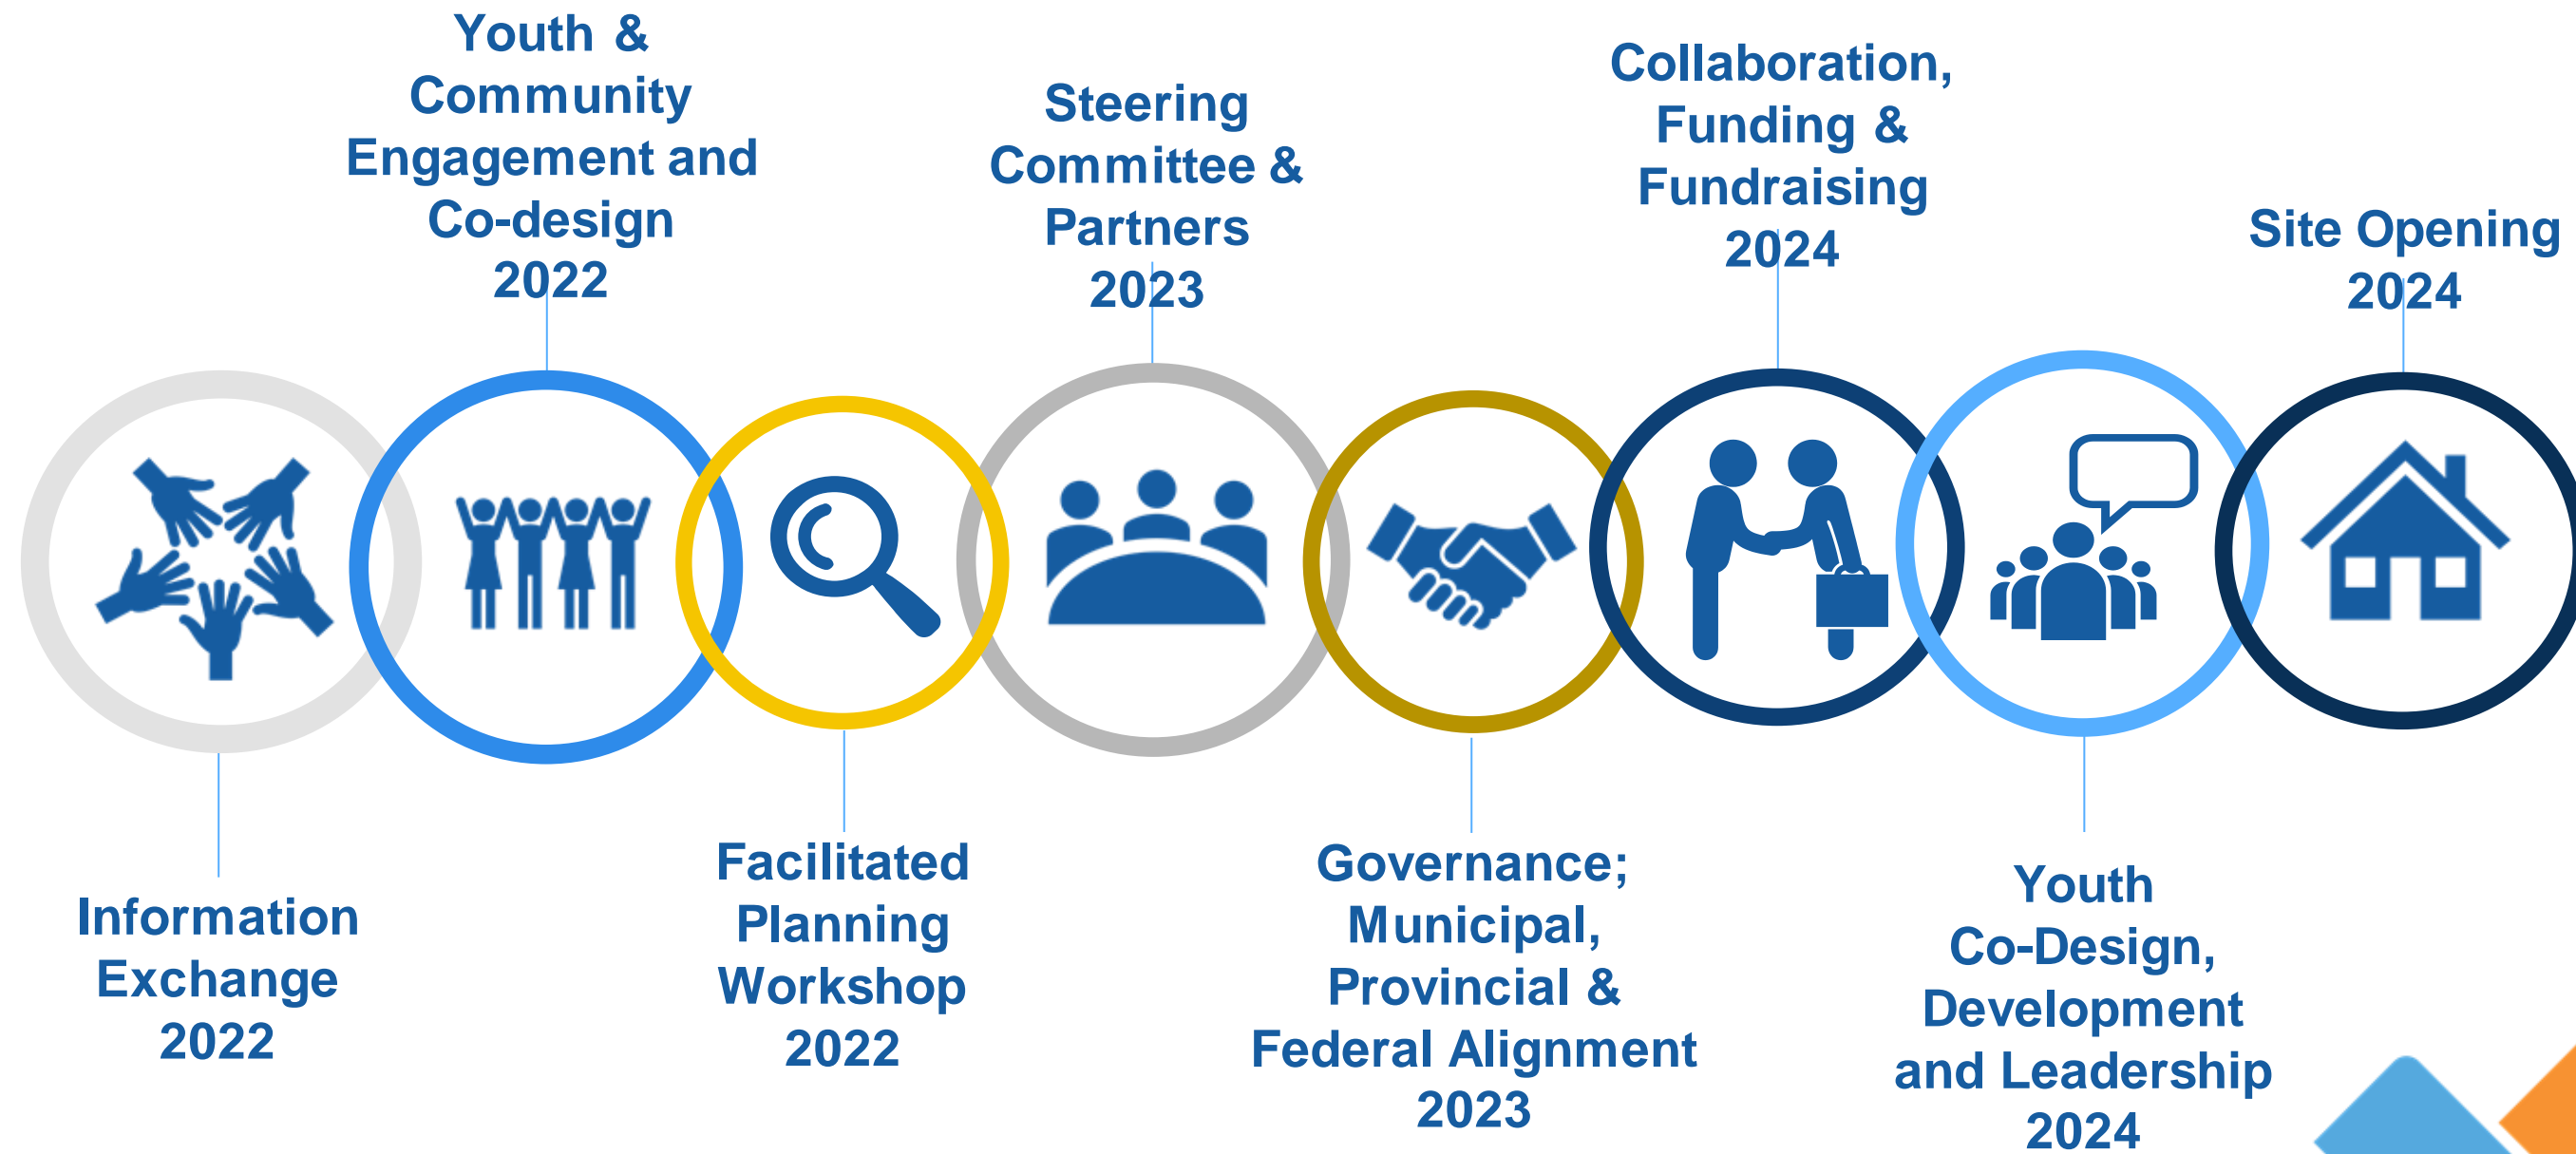 Information
Exchange
2022
Youth &
Community
Engagement and
Co-design
2022
Facilitated
Planning
Workshop
2022
Steering
Committee &
Partners
2023
Governance;
Municipal,
Provincial &
Federal Alignment
2023
Collaboration,
Funding &
Fundraising
2024
Youth
Co-Design,
Development
and Leadership
2024
Site Opening
2024